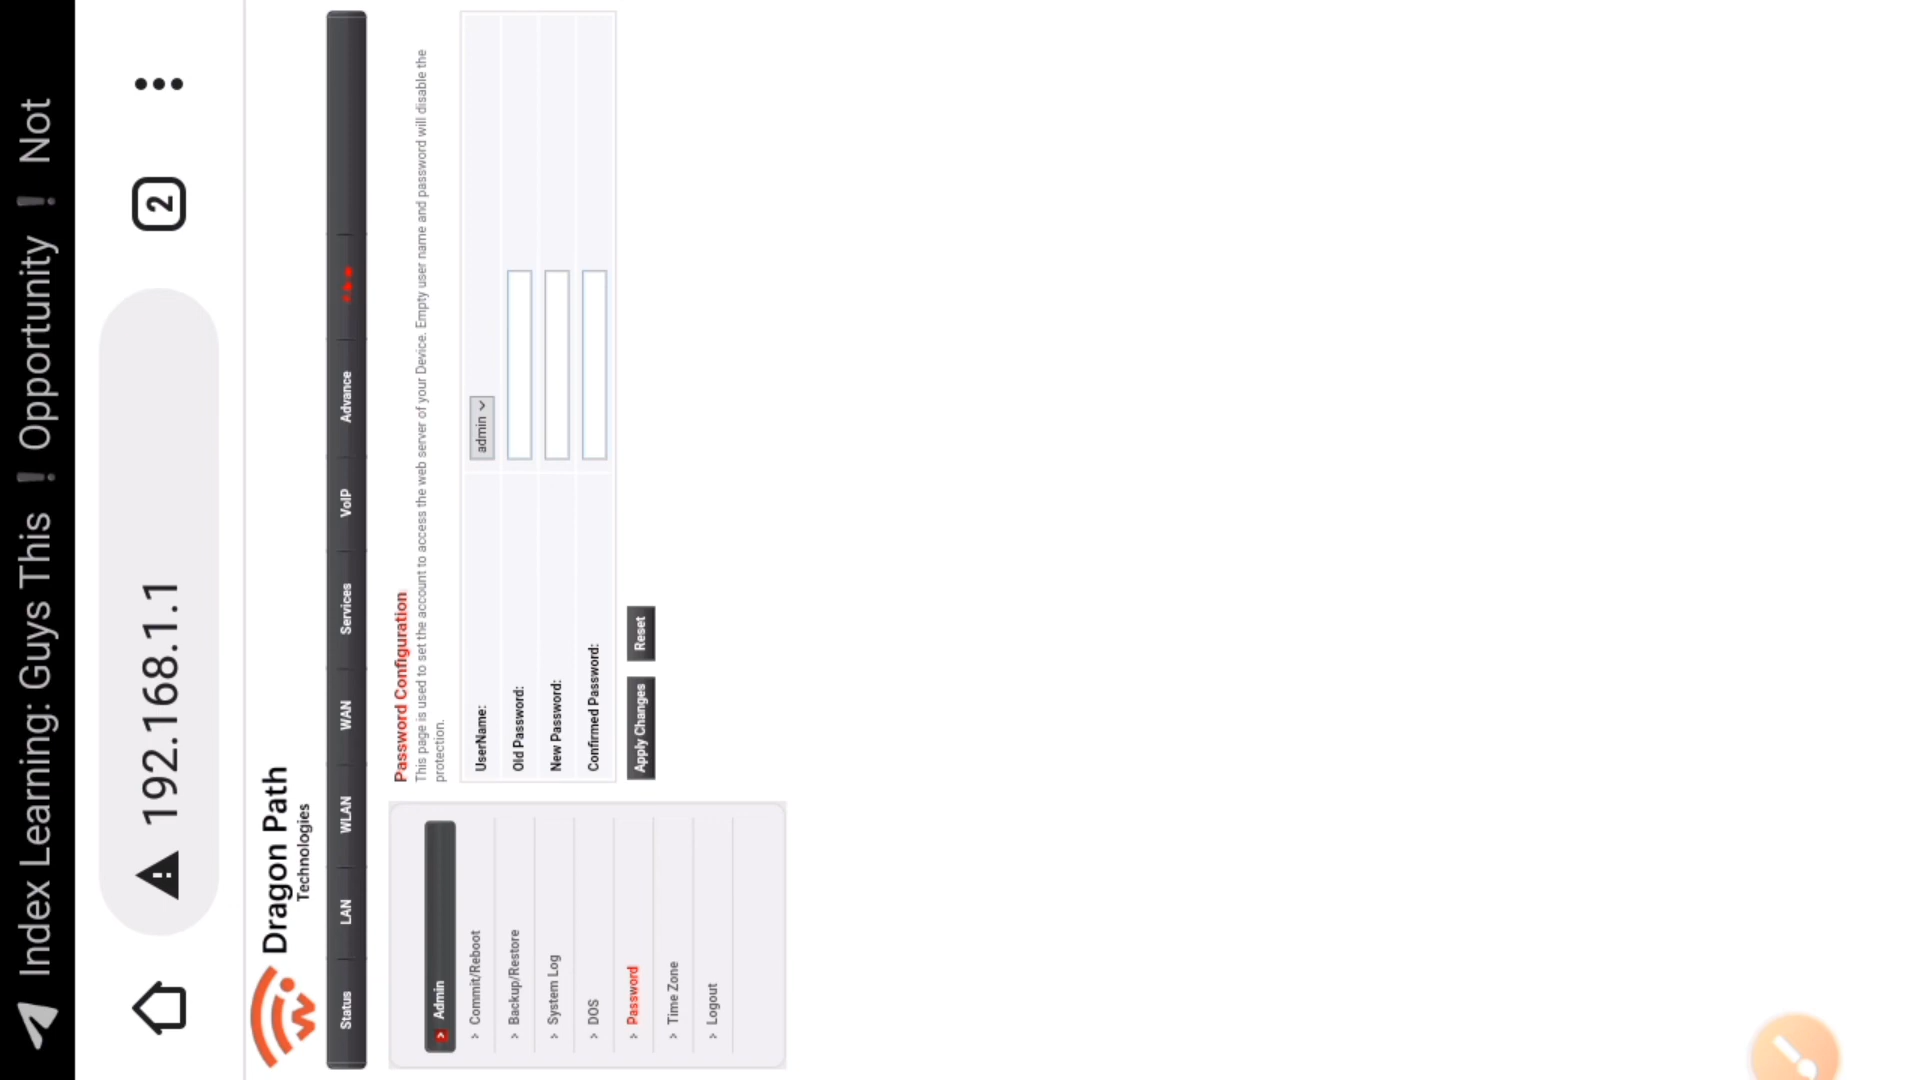 Index Learning: Guys This ❕ Opportunity ❕ Not
192.168.1.1
2
Dragon Path
Technologies
Status LAN WLAN WAN Services VoIP Advance
Admin
Commit/Reboot
Backup/Restore
System Log
DOS
Password
Time Zone
Logout
Password Configuration
This page is used to set the account to access the web server of your Device. Empty user name and password will disable the
protection.
UserName: admin
Old Password:
New Password:
Confirmed Password:
Apply Changes Reset